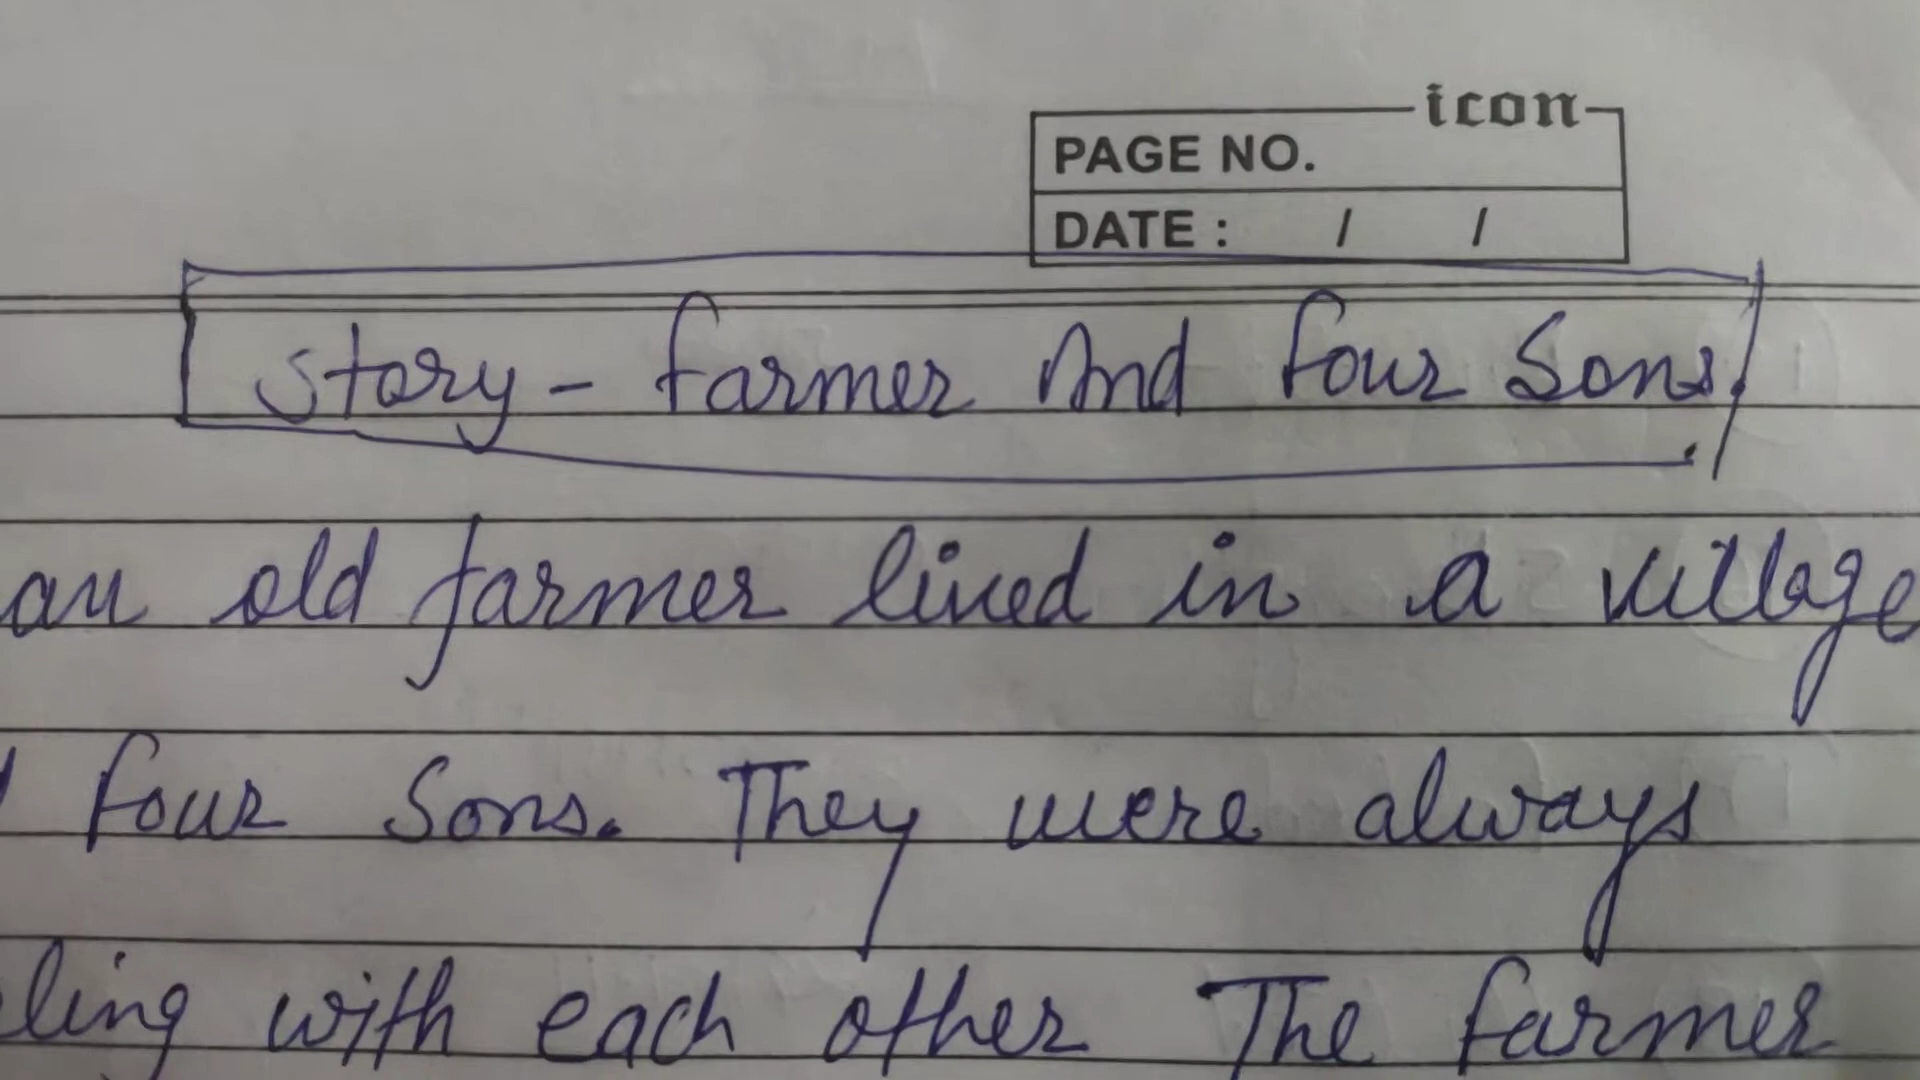 icon
PAGE NO.
DATE : / /
Story - Farmer And Four Sons.
an old farmer lived in a village
four Sons. They were always
ling with each other The farmer